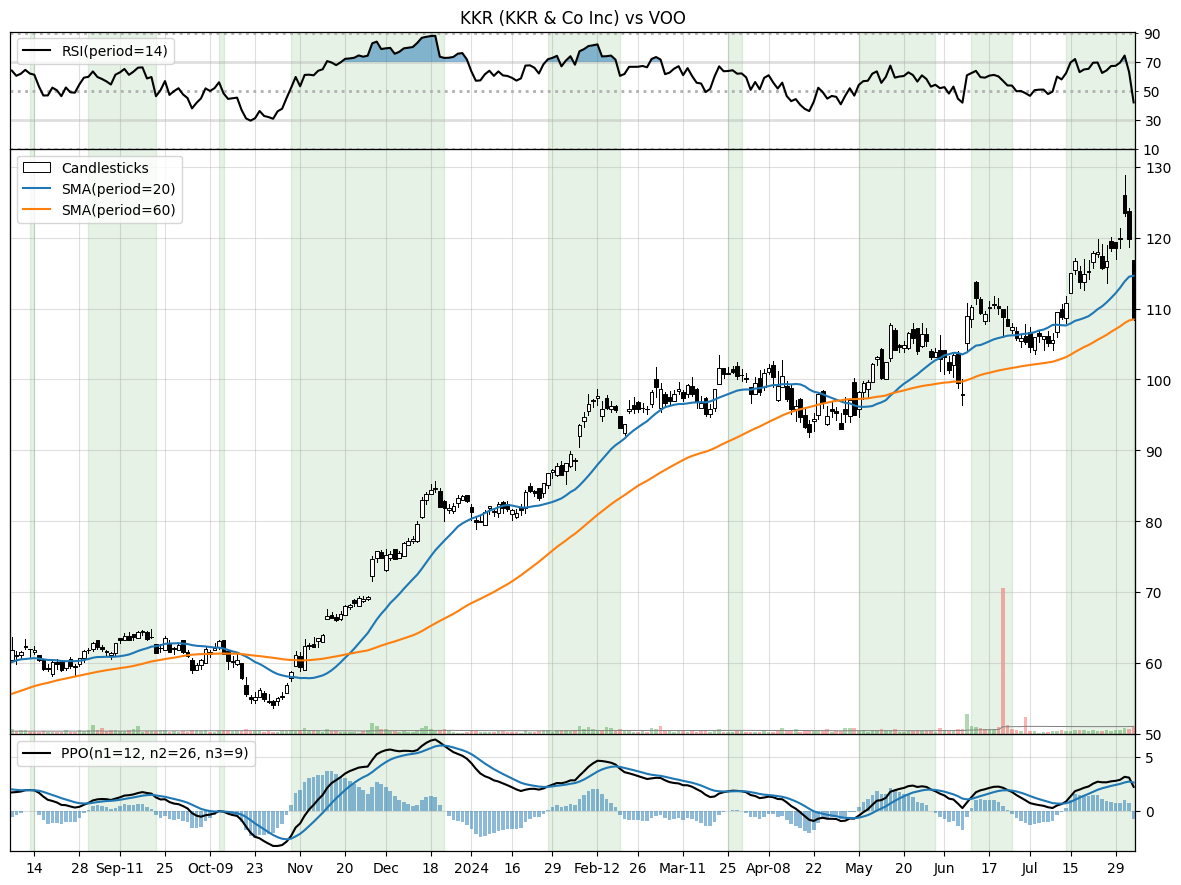 KKR (KKR & Co Inc) vs VOO
RSI(period=14)
90
70
50
30
10
Candlesticks
SMA(period=20)
SMA(period=60)
130
120
110
100
90
80
70
60
50
PPO(n1=12, n2=26, n3=9)
5
0
14 28 Sep-11 25 Oct-09 23 Nov 20 Dec 18 2024 16 29 Feb-12 26 Mar-11 25 Apr-08 22 May 20 Jun 17 Jul 15 29